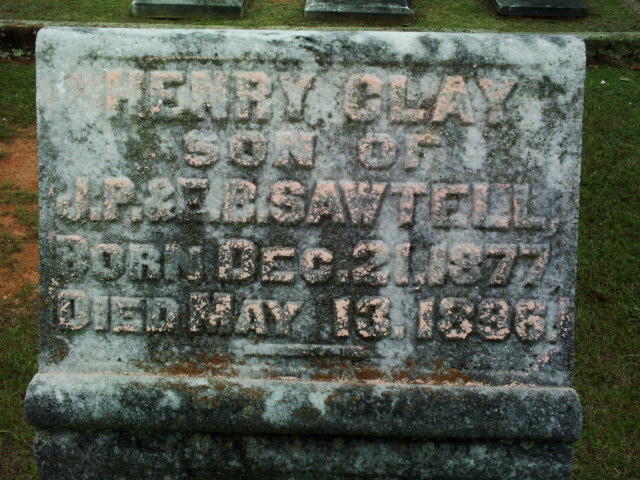 HENRY CLAY
SON OF
J.P. & E.B. SAWTELL,
BORN DEC. 21, 1877,
DIED MAY 13, 1896.